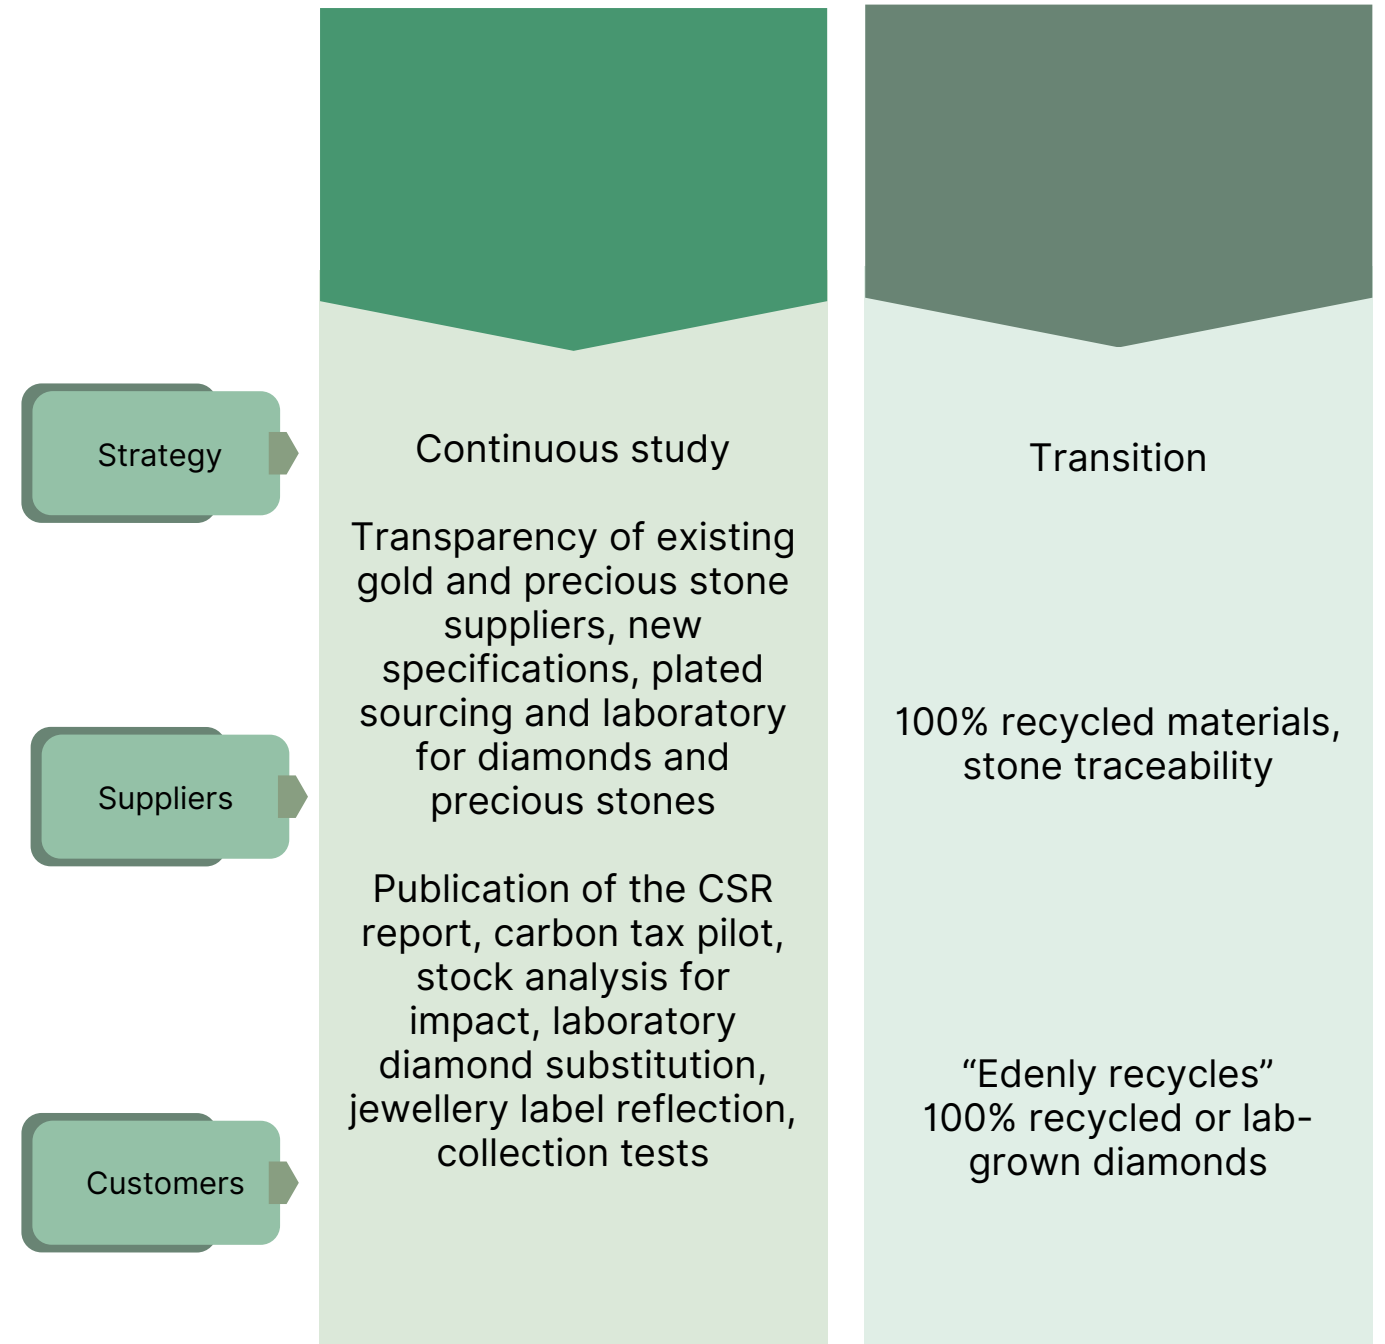 Strategy
Continuous study
Transition
Suppliers
Transparency of existing
gold and precious stone
suppliers, new
specifications, plated
sourcing and laboratory
for diamonds and
precious stones
100% recycled materials,
stone traceability
Customers
Publication of the CSR
report, carbon tax pilot,
stock analysis for
impact, laboratory
diamond substitution,
jewellery label reflection,
collection tests
“Edenly recycles”
100% recycled or lab-
grown diamonds